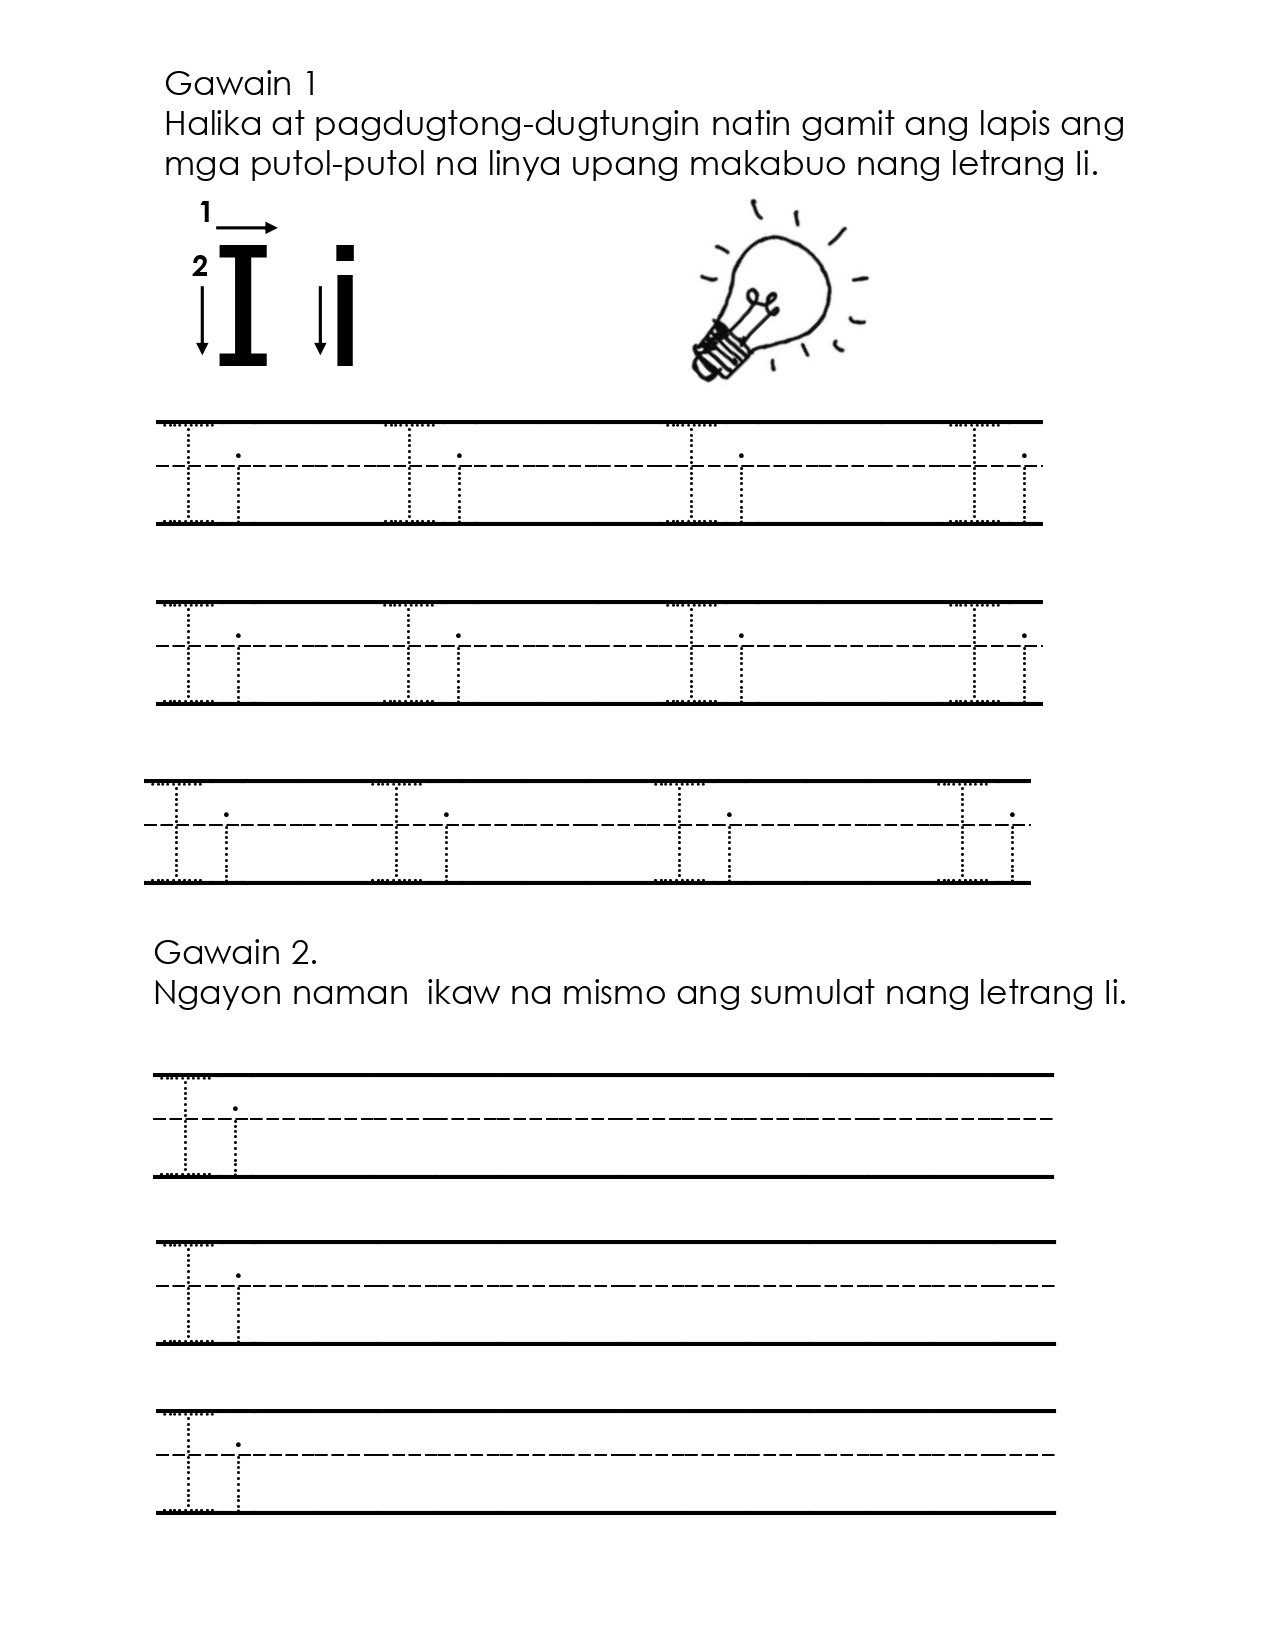 Gawain 1
Halika at pagdugtong-dugtungin natin gamit ang lapis ang
mga putol-putol na linya upang makabuo nang letrang Ii.
1
2
I i
I i I i I i I i
I i I i I i I i
I i I i I i I i
Gawain 2.
Ngayon naman ikaw na mismo ang sumulat nang letrang Ii.
I i
I i
I i